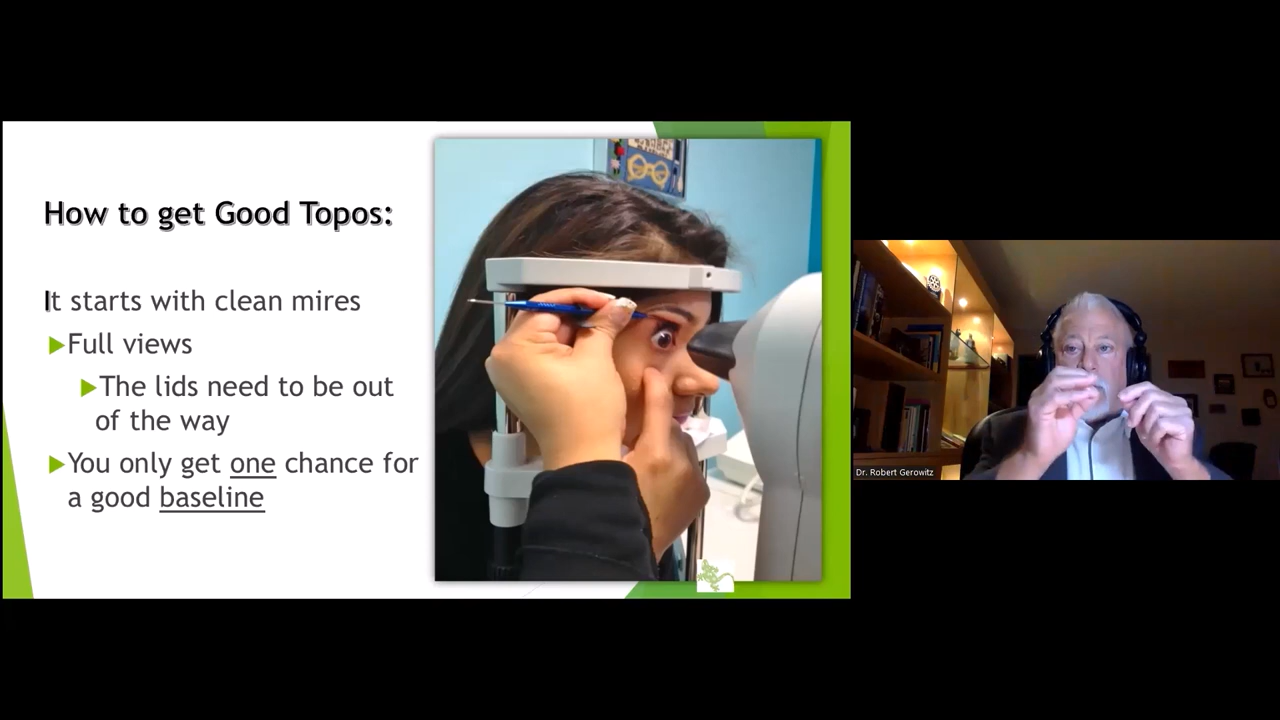 How to get Good Topos:
It starts with clean mires
Full views
The lids need to be out
of the way
You only get one chance for
a good baseline
Dr. Robert Gerowitz